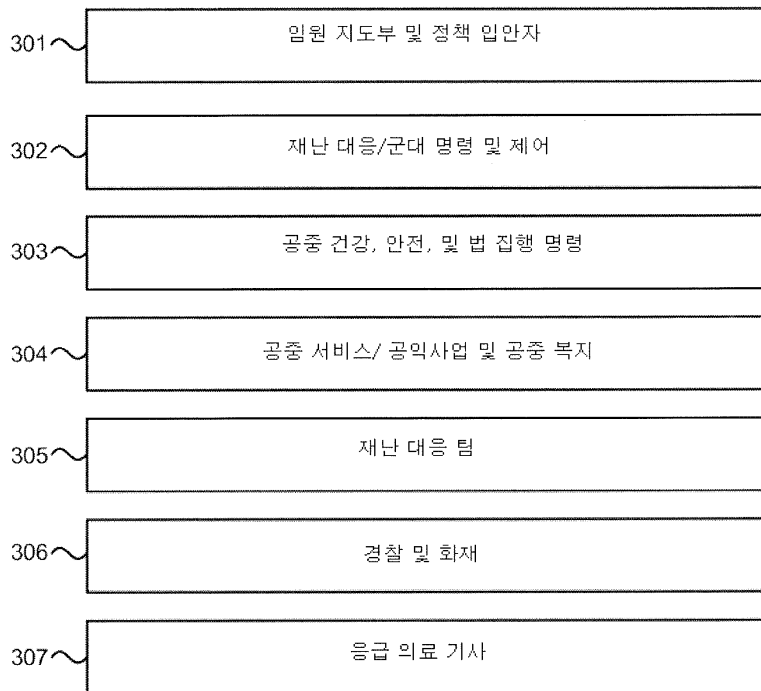 301 임원 지도부 및 정책 입안자
302 재난 대응/군대 명령 및 제어
303 공중 건강, 안전, 및 법 집행 명령
304 공중 서비스/ 공익사업 및 공중 복지
305 재난 대응 팀
306 경찰 및 화재
307 응급 의료 기사